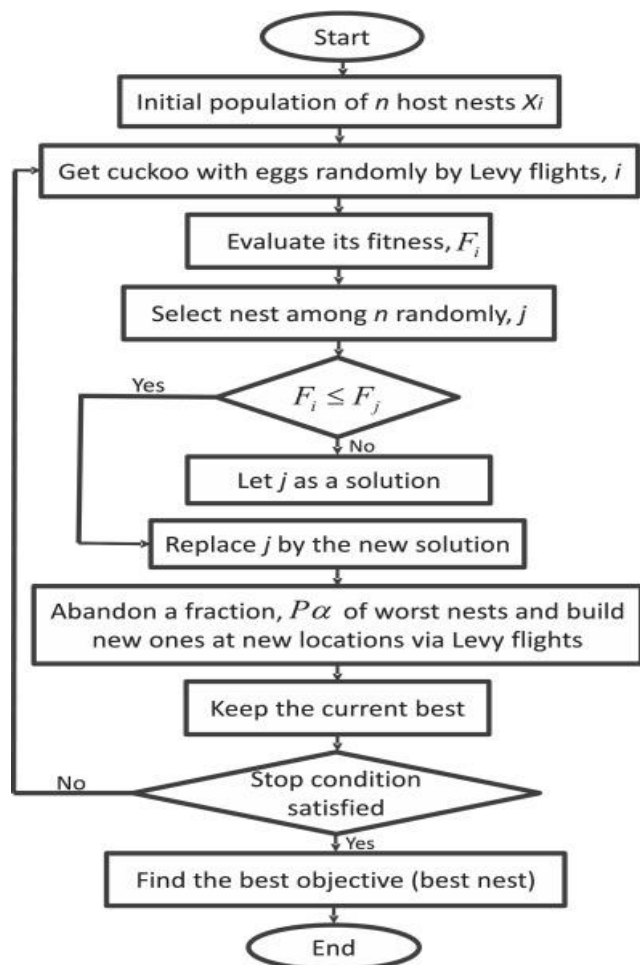 Start
Initial population of n host nests Xi
Get cuckoo with eggs randomly by Levy flights, i
Evaluate its fitness, F_i
Select nest among n randomly, j
Yes
F_i ≤ F_j
No
Let j as a solution
Replace j by the new solution
Abandon a fraction, Pα of worst nests and build
new ones at new locations via Levy flights
Keep the current best
No
Stop condition
satisfied
Yes
Find the best objective (best nest)
End